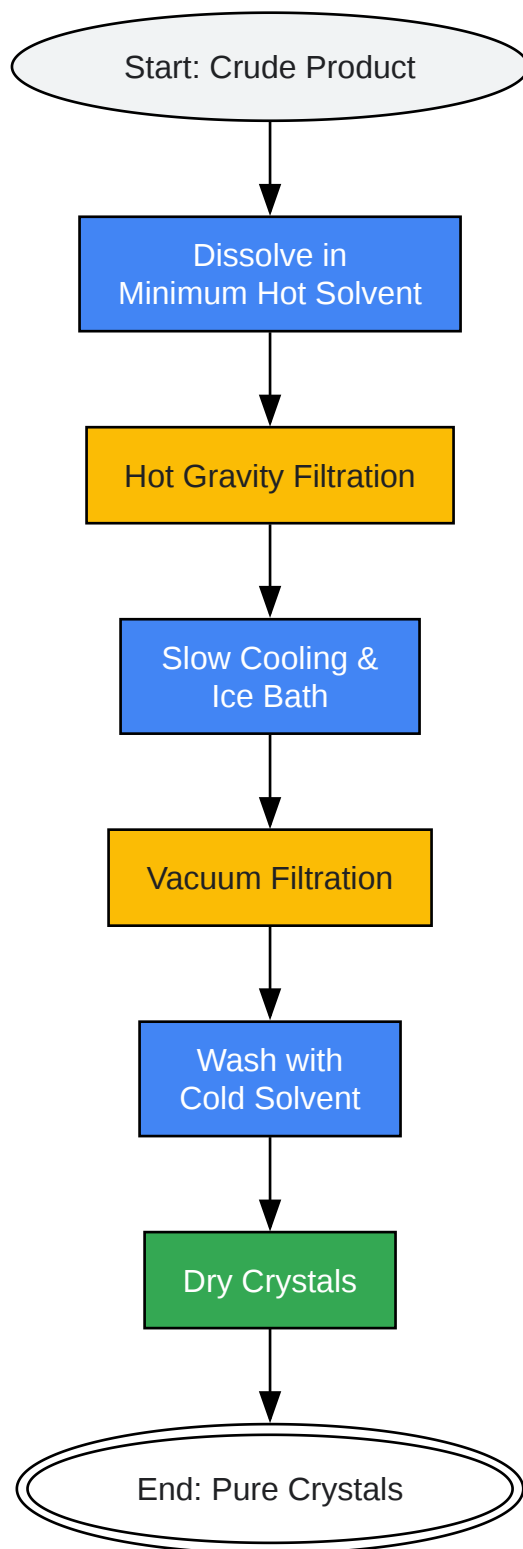 Start: Crude Product
Dissolve in
Minimum Hot Solvent
Hot Gravity Filtration
Slow Cooling &
Ice Bath
Vacuum Filtration
Wash with
Cold Solvent
Dry Crystals
End: Pure Crystals